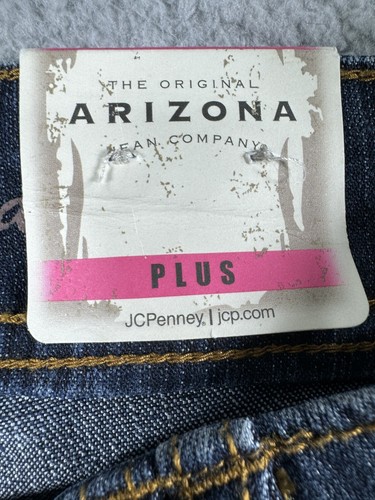 THE ORIGINAL
ARIZONA
JEAN COMPANY
PLUS
JCPenney | jcp.com